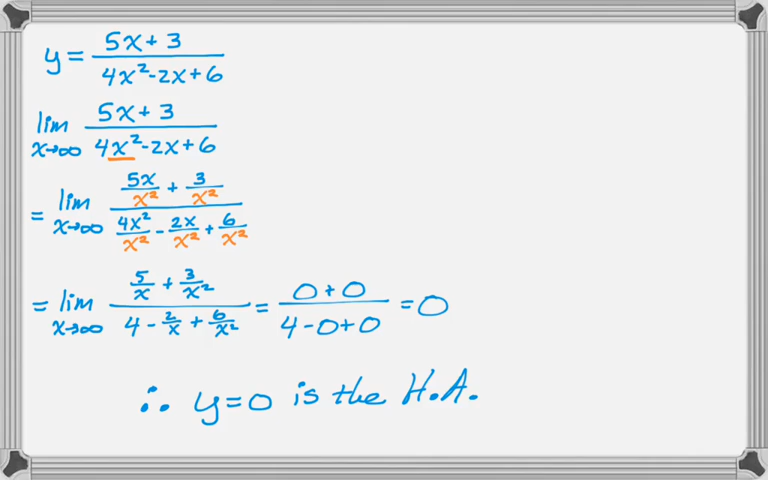 y = (5x + 3)/(4x² - 2x + 6)
lim x→∞ (5x + 3)/(4x² - 2x + 6)
= lim x→∞ (5x/x² + 3/x²)/(4x²/x² - 2x/x² + 6/x²)
= lim x→∞ (5/x + 3/x²)/(4 - 2/x + 6/x²) = (0 + 0)/(4 - 0 + 0) = 0
∴ y = 0 is the H.A.